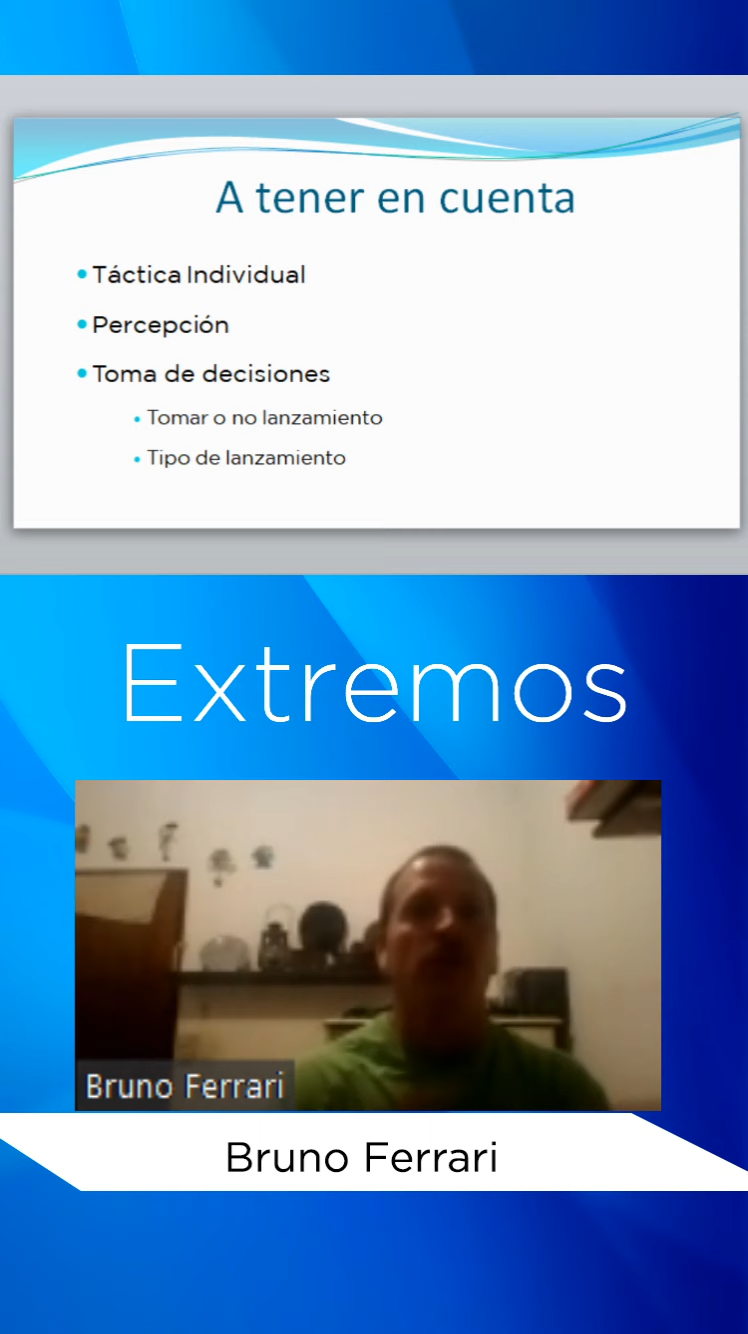 A tener en cuenta
Táctica Individual
Percepción
Toma de decisiones
Tomar o no lanzamiento
Tipo de lanzamiento
Extremos
Bruno Ferrari
Bruno Ferrari